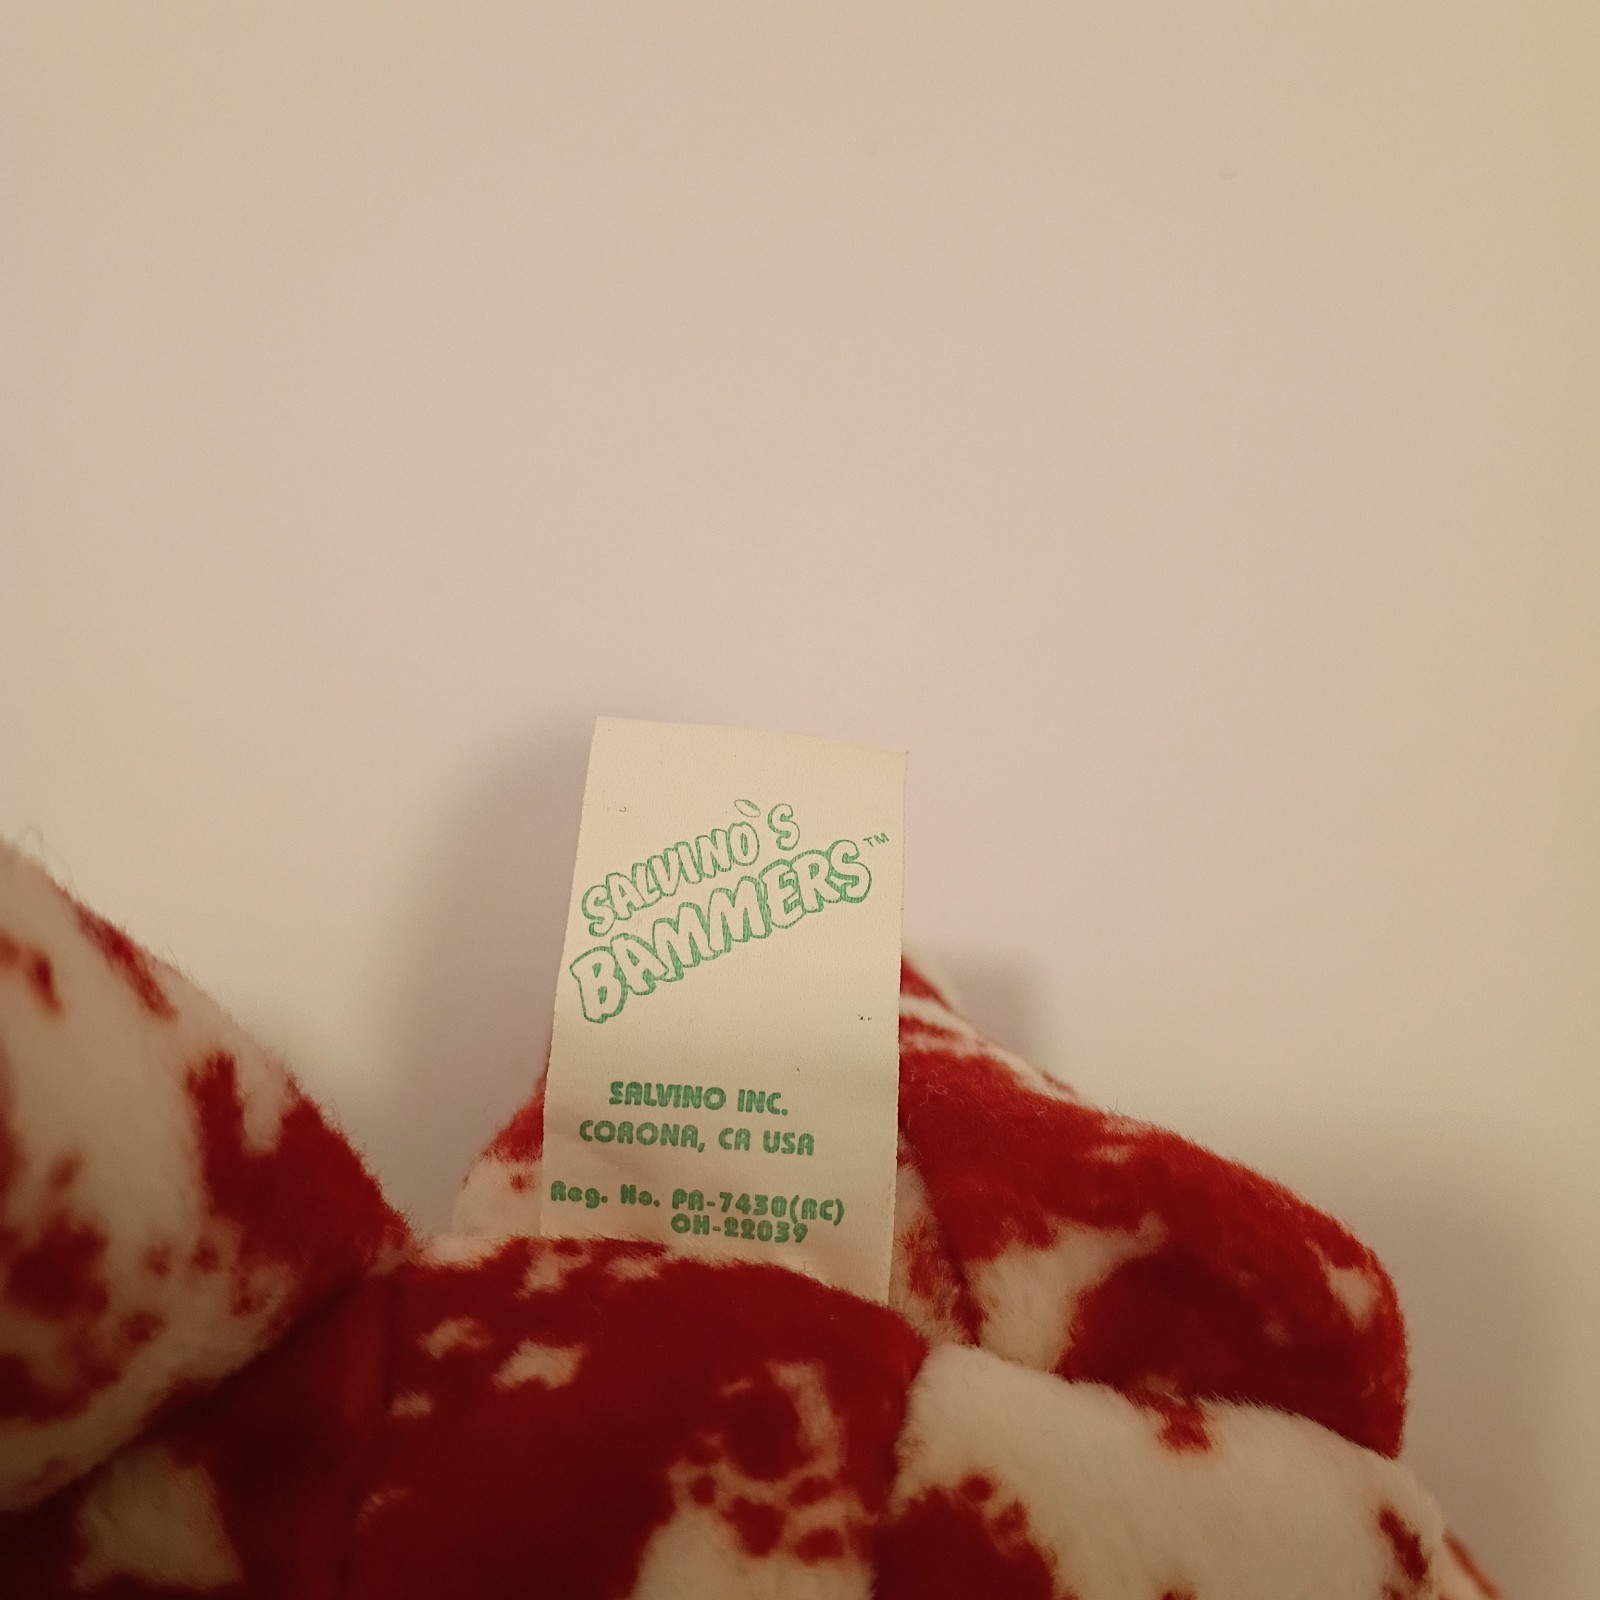 SALVINO'S
BAMMERS™
SALVINO INC.
CORONA, CA USA
Reg. No. PA-7430(RC)
OH-22039